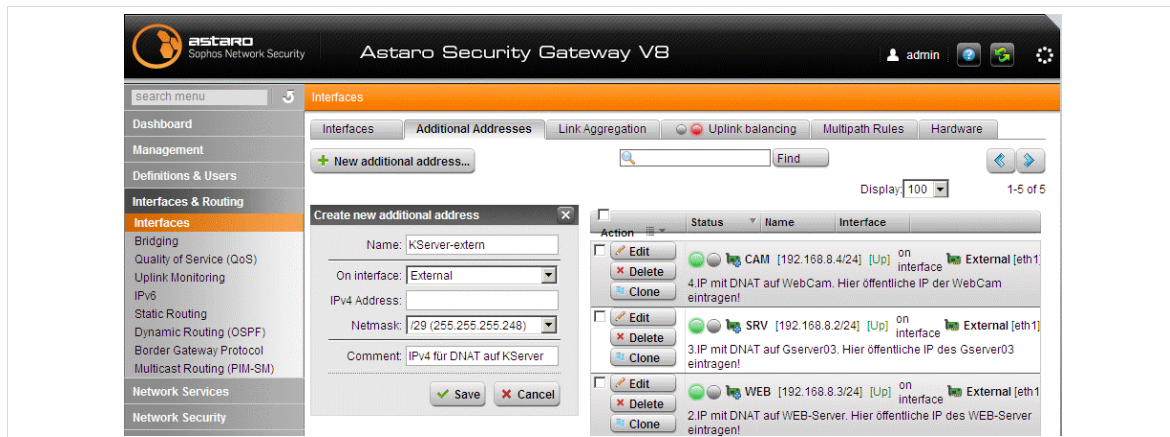 astaro
Sophos Network Security
Astaro Security Gateway V8
admin
search menu
Interfaces
Dashboard
Management
Definitions & Users
Interfaces & Routing
Interfaces
Bridging
Quality of Service (QoS)
Uplink Monitoring
IPv6
Static Routing
Dynamic Routing (OSPF)
Border Gateway Protocol
Multicast Routing (PIM-SM)
Network Services
Network Security
Interfaces
Additional Addresses
Link Aggregation
Uplink balancing
Multipath Rules
Hardware
+ New additional address...
Find
Display: 100
1-5 of 5
Create new additional address
Name: KServer-extern
On interface: External
IPv4 Address:
Netmask: /29 (255.255.255.248)
Comment: IPv4 für DNAT auf KServer
Save
Cancel
Action
Status
Name
Interface
Edit
Delete
Clone
CAM [192.168.8.4/24] [Up] on interface External [eth1]
4.IP mit DNAT auf WebCam. Hier öffentliche IP der WebCam
eintragen!
Edit
Delete
Clone
SRV [192.168.8.2/24] [Up] on interface External [eth1]
3.IP mit DNAT auf Gserver03. Hier öffentliche IP des Gserver03
eintragen!
Edit
Delete
Clone
WEB [192.168.8.3/24] [Up] on interface External [eth1
2.IP mit DNAT auf WEB-Server. Hier öffentliche IP des WEB-Server
eintragen!